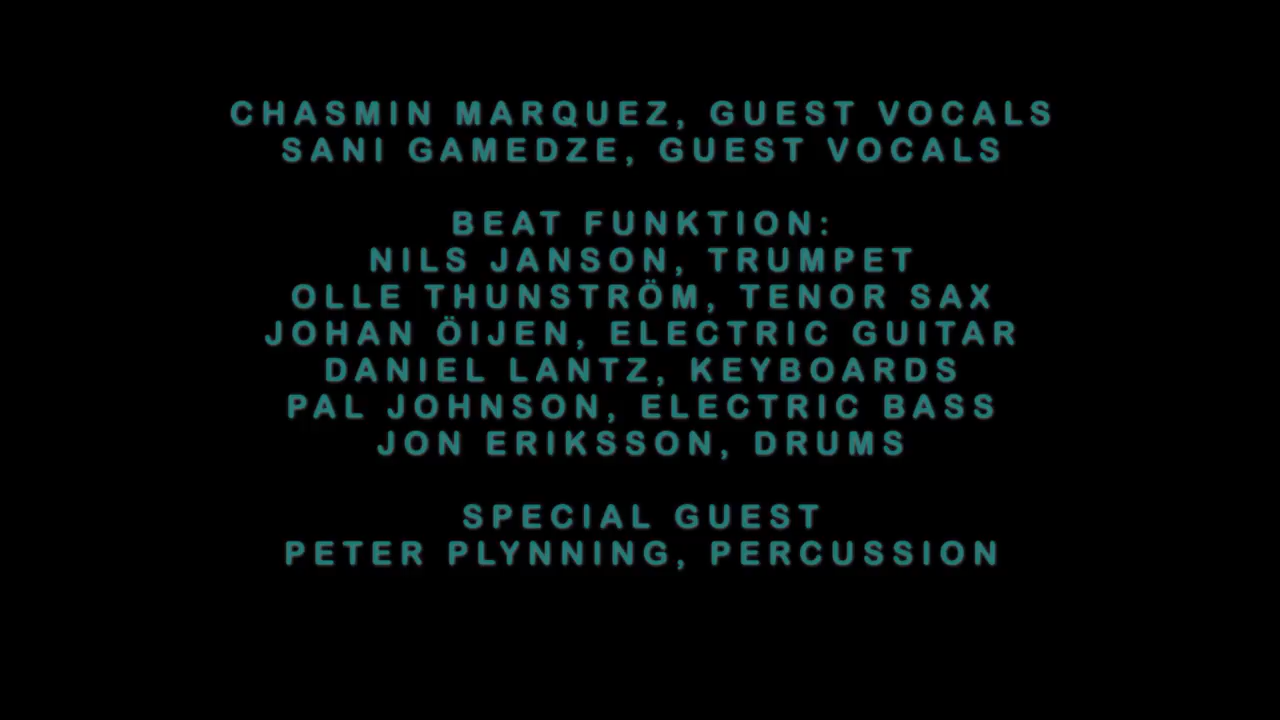 CHASMIN MARQUEZ, GUEST VOCALS
SANI GAMEDZE, GUEST VOCALS
BEAT FUNKTION:
NILS JANSON, TRUMPET
OLLE THUNSTRÖM, TENOR SAX
JOHAN ÖIJEN, ELECTRIC GUITAR
DANIEL LANTZ, KEYBOARDS
PAL JOHNSON, ELECTRIC BASS
JON ERIKSSON, DRUMS
SPECIAL GUEST
PETER PLYNNING, PERCUSSION